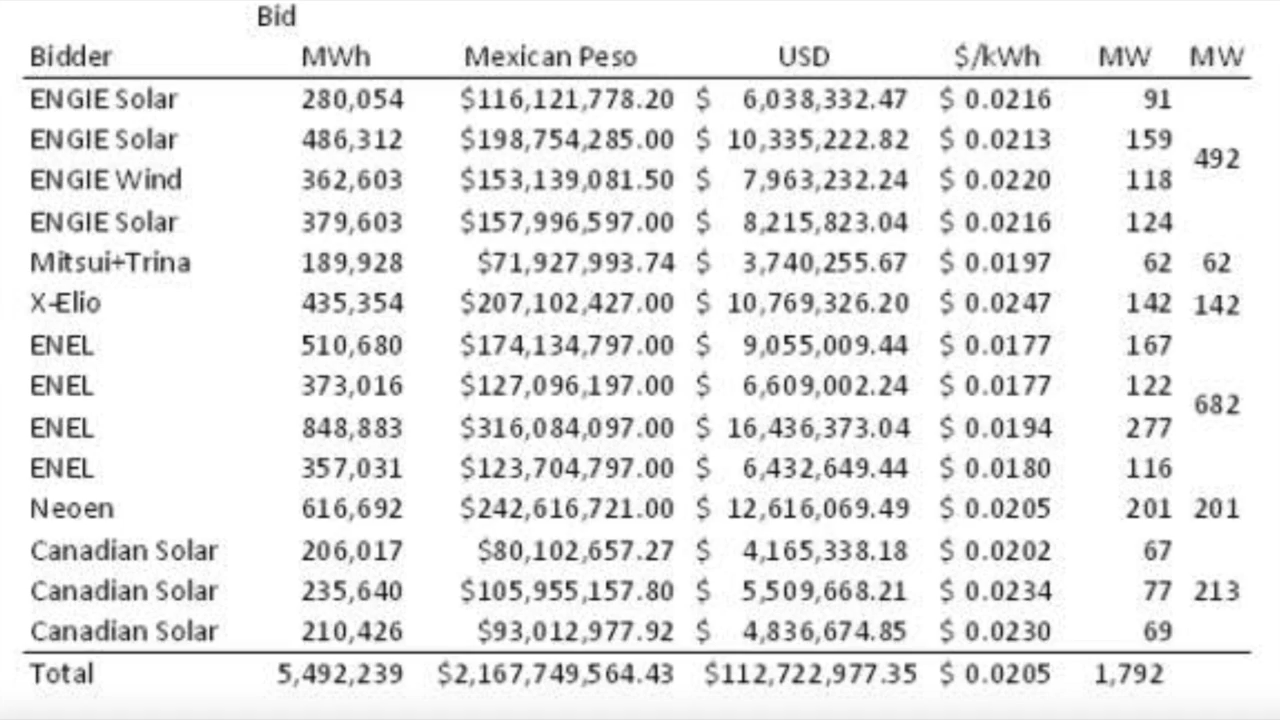 Bid
Bidder MWh Mexican Peso USD $/kWh MW MW
ENGIE Solar 280,054 $116,121,778.20 $ 6,038,332.47 $ 0.0216 91
ENGIE Solar 486,312 $198,754,285.00 $ 10,335,222.82 $ 0.0213 159
492
ENGIE Wind 362,603 $153,139,081.50 $ 7,963,232.24 $ 0.0220 118
ENGIE Solar 379,603 $157,996,597.00 $ 8,215,823.04 $ 0.0216 124
Mitsui+Trina 189,928 $71,927,993.74 $ 3,740,255.67 $ 0.0197 62 62
X-Elio 435,354 $207,102,427.00 $ 10,769,326.20 $ 0.0247 142 142
ENEL 510,680 $174,134,797.00 $ 9,055,009.44 $ 0.0177 167
ENEL 373,016 $127,096,197.00 $ 6,609,002.24 $ 0.0177 122
682
ENEL 848,883 $316,084,097.00 $ 16,436,373.04 $ 0.0194 277
ENEL 357,031 $123,704,797.00 $ 6,432,649.44 $ 0.0180 116
Neoen 616,692 $242,616,721.00 $ 12,616,069.49 $ 0.0205 201 201
Canadian Solar 206,017 $80,102,657.27 $ 4,165,338.18 $ 0.0202 67
Canadian Solar 235,640 $105,955,157.80 $ 5,509,668.21 $ 0.0234 77 213
Canadian Solar 210,426 $93,012,977.92 $ 4,836,674.85 $ 0.0230 69
Total 5,492,239 $2,167,749,564.43 $112,722,977.35 $ 0.0205 1,792